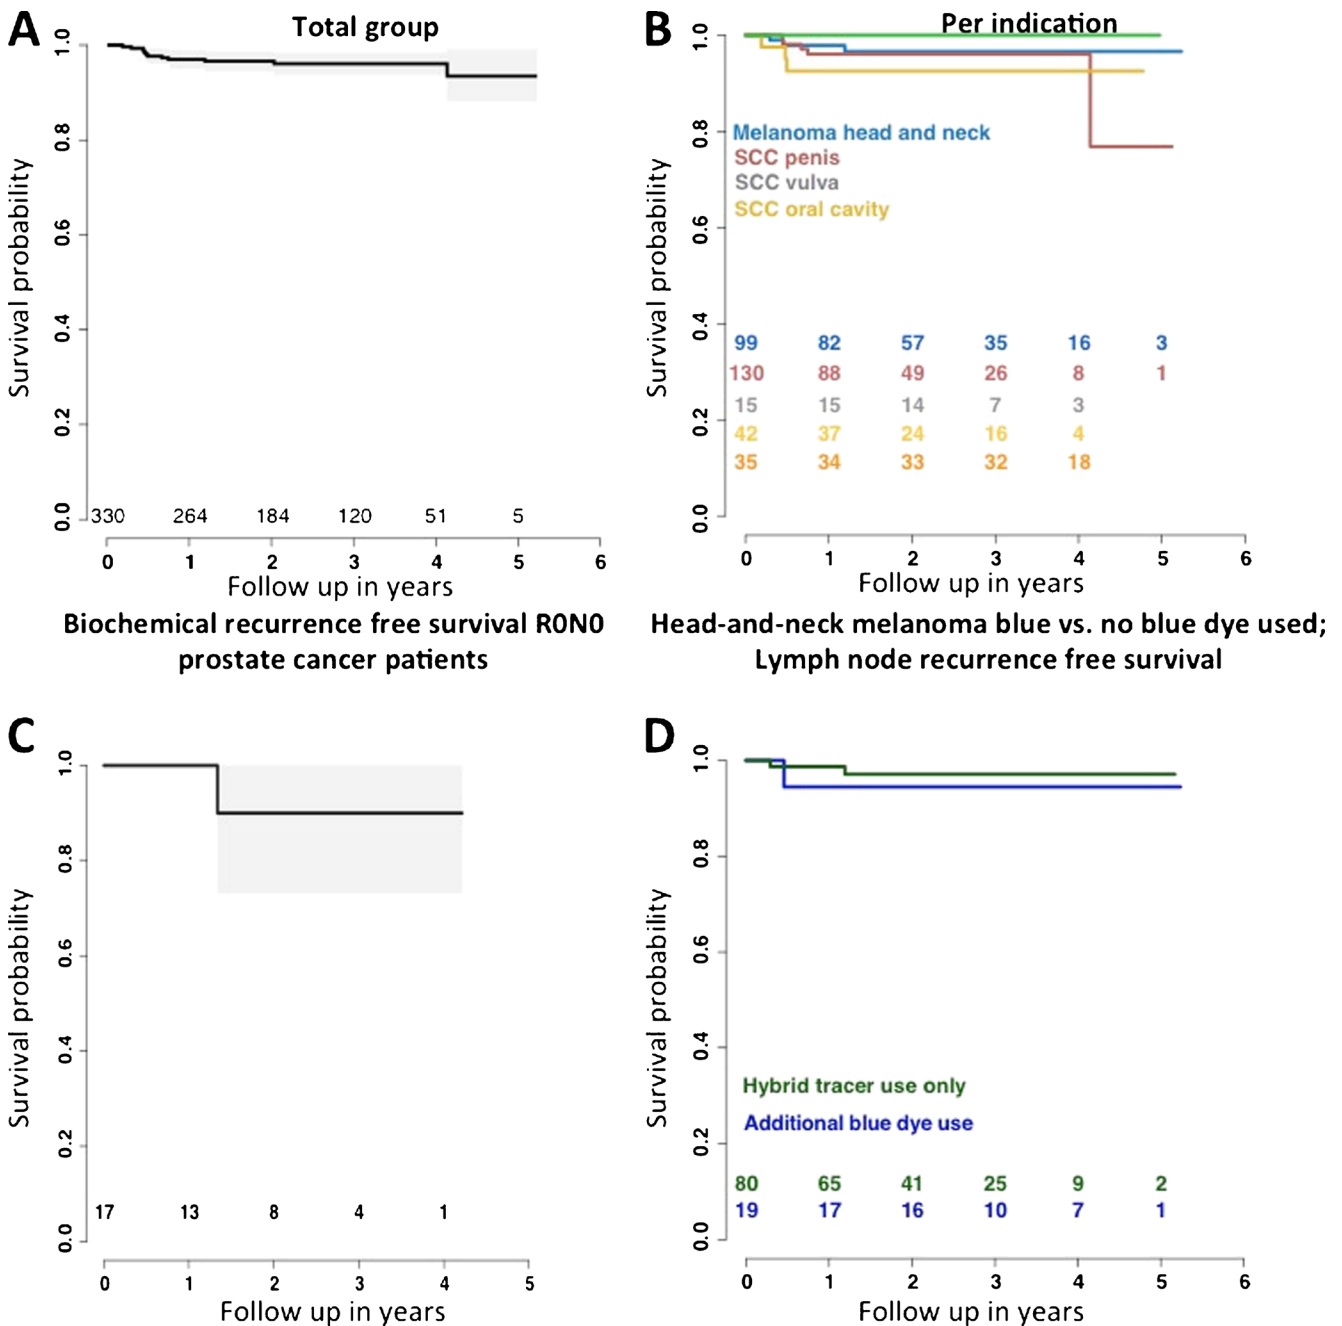 A
Total group
1.0
0.8
0.6
0.4
0.2
0.0
Survival probability
330 264 184 120 51 5
0 1 2 3 4 5 6
Follow up in years
B
Per indication
1.0
0.8
0.6
0.4
0.2
0.0
Survival probability
Melanoma head and neck
SCC penis
SCC vulva
SCC oral cavity
99 82 57 35 16 3
130 88 49 26 8 1
15 15 14 7 3
42 37 24 16 4
35 34 33 32 18
0 1 2 3 4 5 6
Follow up in years
Biochemical recurrence free survival R0N0
prostate cancer patients
C
1.0
0.8
0.6
0.4
0.2
0.0
Survival probability
17 13 8 4 1
0 1 2 3 4 5
Follow up in years
Head-and-neck melanoma blue vs. no blue dye used;
Lymph node recurrence free survival
D
1.0
0.8
0.6
0.4
0.2
0.0
Survival probability
Hybrid tracer use only
Additional blue dye use
80 65 41 25 9 2
19 17 16 10 7 1
0 1 2 3 4 5 6
Follow up in years